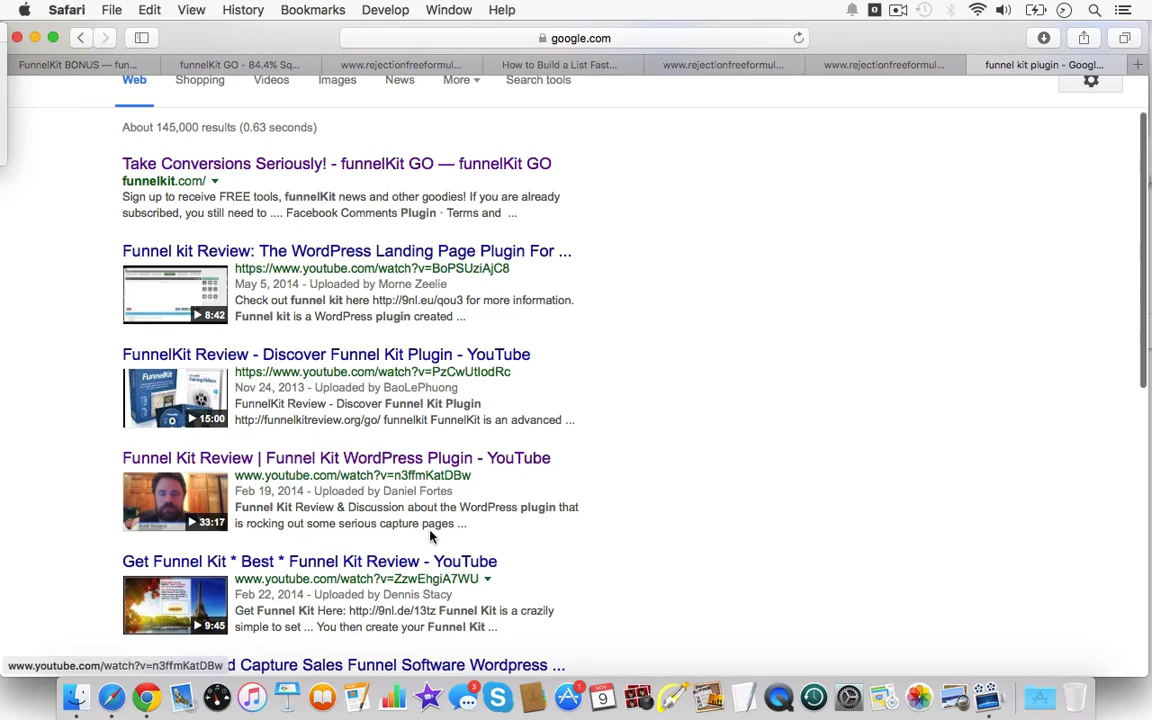 Safari File Edit View History Bookmarks Develop Window Help
google.com
FunnelKit BONUS — fun... funnelKit GO - 84.4% Sq... www.rejectionfreeformul... How to Build a List Fast... www.rejectionfreeformul... www.rejectionfreeformul... funnel kit plugin - Googl...
Web Shopping Videos Images News More Search tools
About 145,000 results (0.63 seconds)
Take Conversions Seriously! - funnelKit GO — funnelKit GO
funnelkit.com/
Sign up to receive FREE tools, funnelKit news and other goodies! If you are already
subscribed, you still need to .... Facebook Comments Plugin · Terms and ...
Funnel kit Review: The WordPress Landing Page Plugin For ...
https://www.youtube.com/watch?v=BoPSUziAjC8
May 5, 2014 - Uploaded by Morne Zeelie
Check out funnel kit here http://9nl.eu/qou3 for more information.
Funnel kit is a WordPress plugin created ...
8:42
FunnelKit Review - Discover Funnel Kit Plugin - YouTube
https://www.youtube.com/watch?v=PzCwUtlodRc
Nov 24, 2013 - Uploaded by BaoLePhuong
FunnelKit Review - Discover Funnel Kit Plugin
http://funnelkitreview.org/go/ funnelkit FunnelKit is an advanced ...
15:00
Funnel Kit Review | Funnel Kit WordPress Plugin - YouTube
www.youtube.com/watch?v=n3ffmKatDBw
Feb 19, 2014 - Uploaded by Daniel Fortes
Funnel Kit Review & Discussion about the WordPress plugin that
is rocking out some serious capture pages ...
33:17
Get Funnel Kit * Best * Funnel Kit Review - YouTube
www.youtube.com/watch?v=ZzwEhgiA7WU
Feb 22, 2014 - Uploaded by Dennis Stacy
Get Funnel Kit Here: http://9nl.de/13tz Funnel Kit is a crazily
simple to set ... You then create your Funnel Kit ...
9:45
www.youtube.com/watch?v=n3ffmKatDBw
d Capture Sales Funnel Software Wordpress ...
3
1
NOV
9